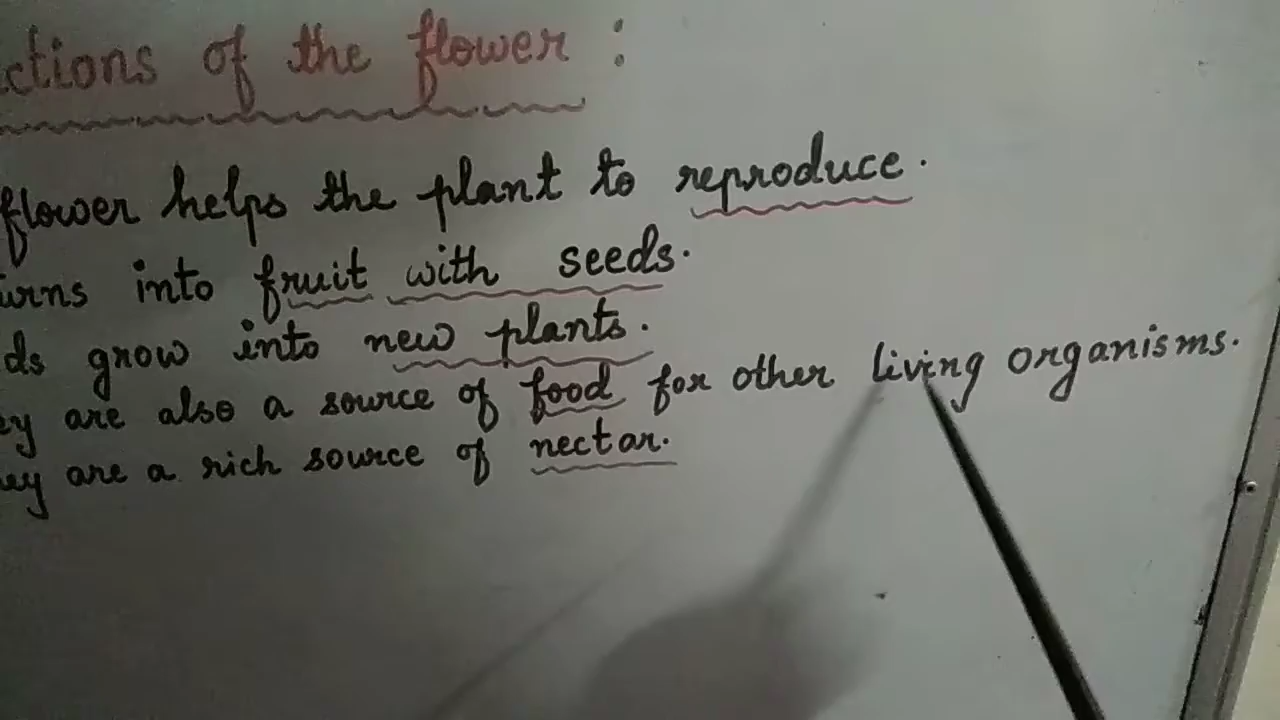 ctions of the flower :
flower helps the plant to reproduce.
urns into fruit with seeds.
ds grow into new plants.
ey are also a source of food for other living organisms.
ey are a rich source of nectar.